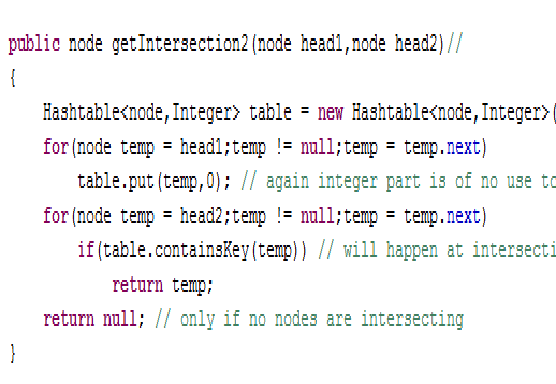 public node getIntersection2(node head1,node head2)//
{
Hashtable<node,Integer> table = new Hashtable<node,Integer>(
for(node temp = head1;temp != null;temp = temp.next)
table.put(temp,0); // again integer part is of no use to
for(node temp = head2;temp != null;temp = temp.next)
if(table.containsKey(temp)) // will happen at intersecti
return temp;
return null; // only if no nodes are intersecting
}